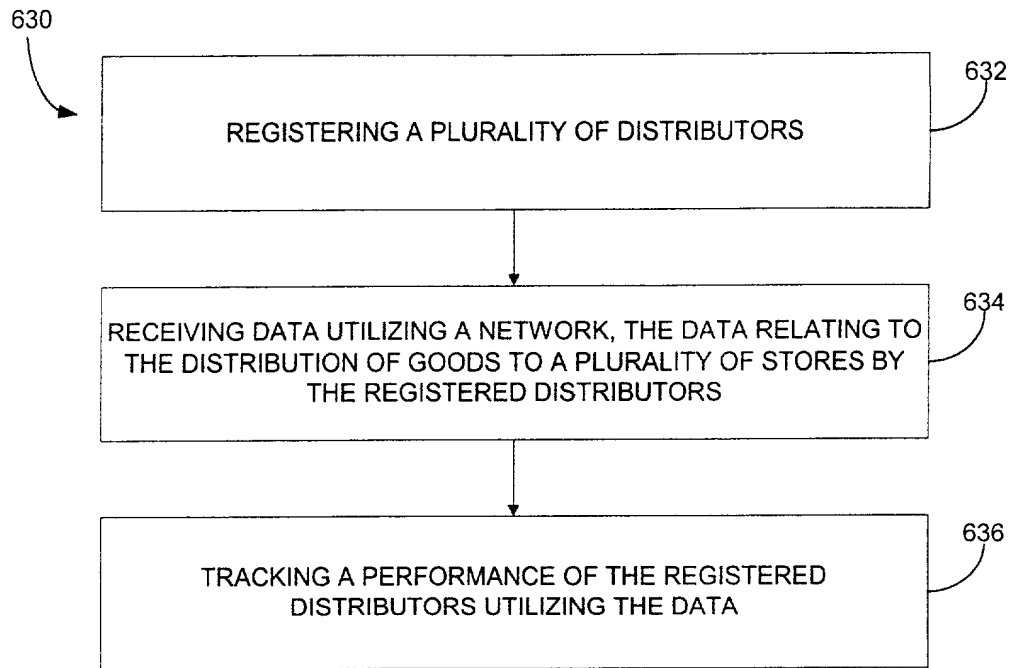 630
632
REGISTERING A PLURALITY OF DISTRIBUTORS
634
RECEIVING DATA UTILIZING A NETWORK, THE DATA RELATING TO
THE DISTRIBUTION OF GOODS TO A PLURALITY OF STORES BY
THE REGISTERED DISTRIBUTORS
636
TRACKING A PERFORMANCE OF THE REGISTERED
DISTRIBUTORS UTILIZING THE DATA